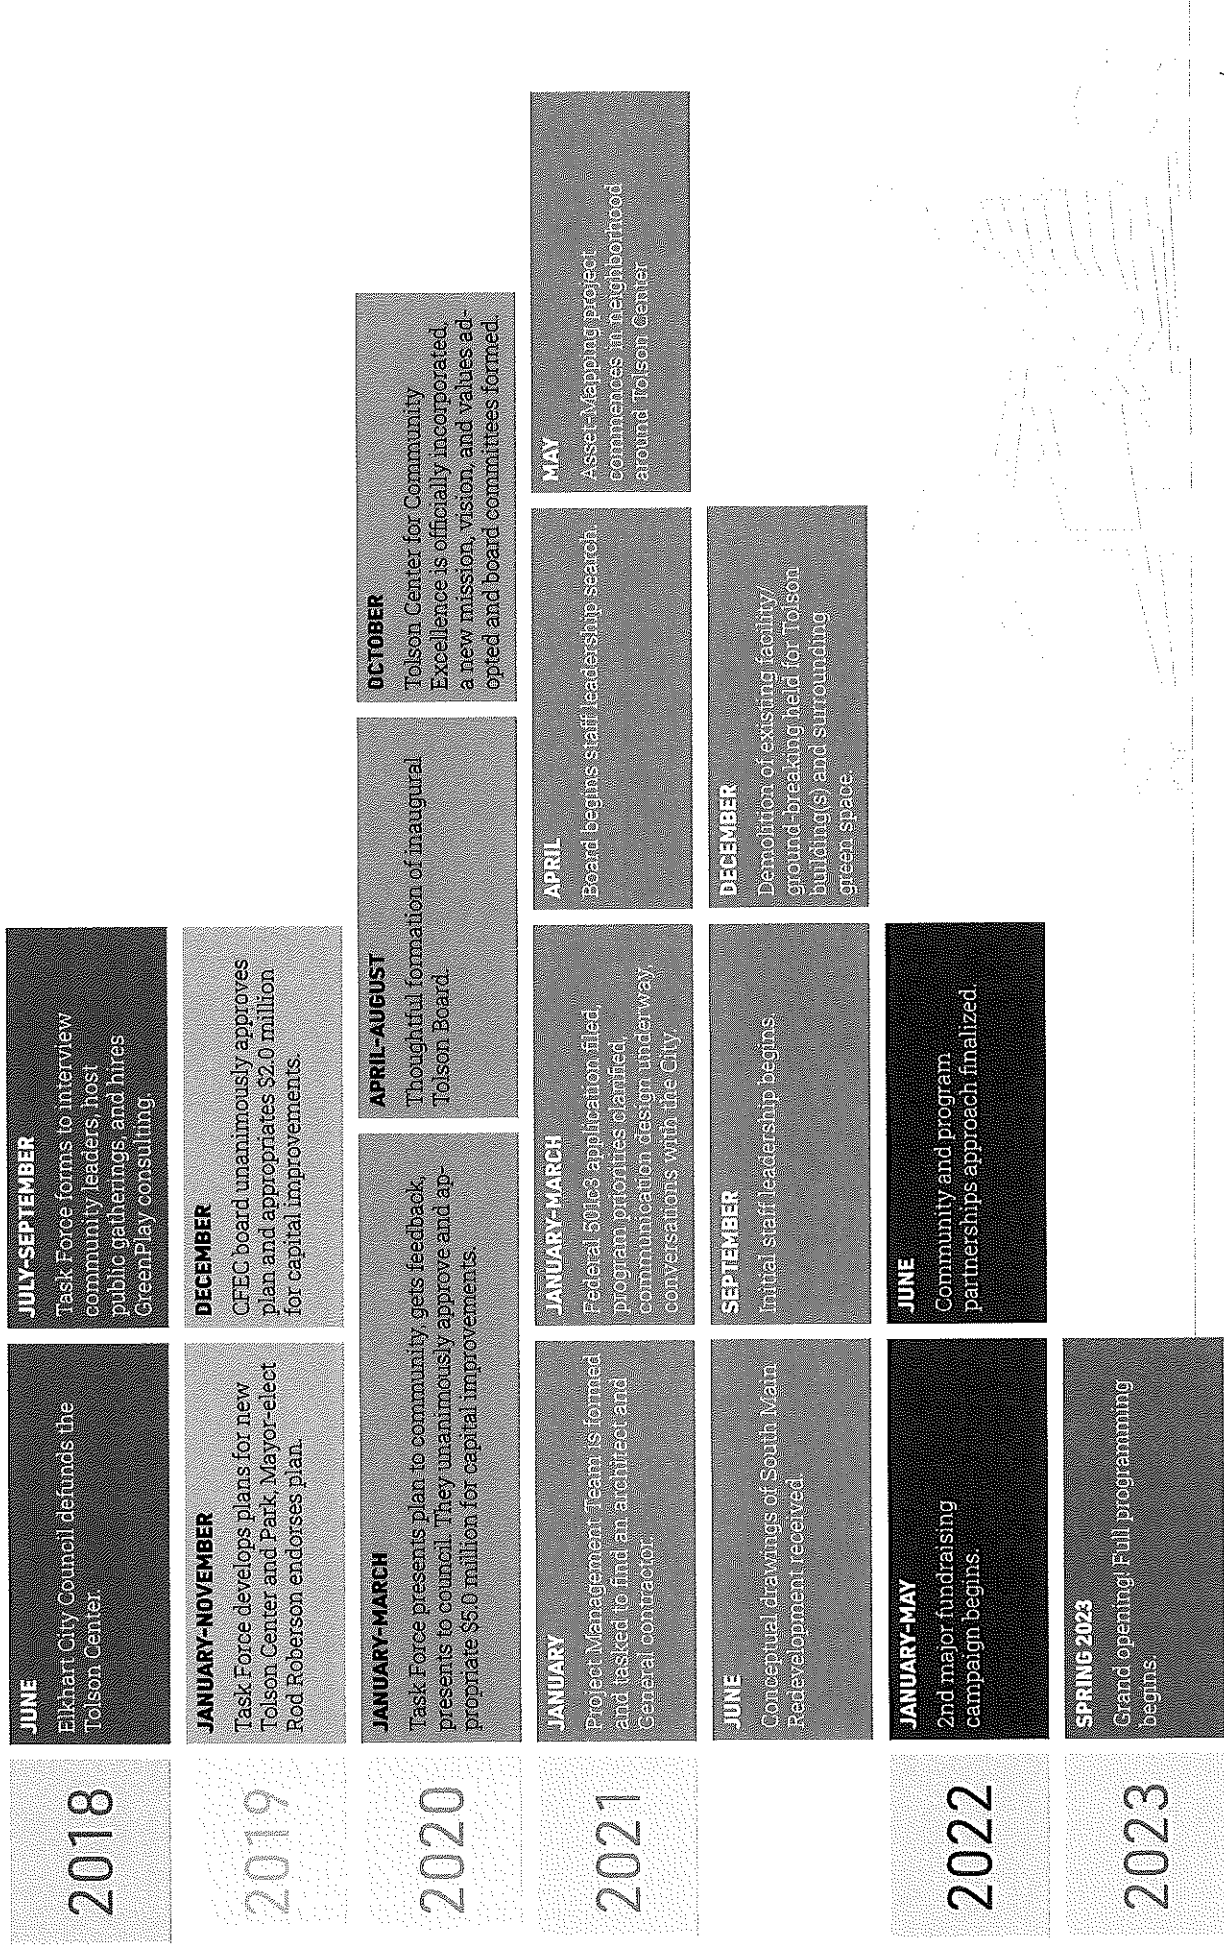 2018
JUNE
Elkhart City Council defunds the
Tolson Center.
JULY-SEPTEMBER
Task Force forms to interview
community leaders, host
public gatherings, and hires
GreenPlay consulting.
2019
JANUARY-NOVEMBER
Task Force develops plans for new
Tolson Center and Park, Mayor-elect
Rod Roberson endorses plan.
DECEMBER
CFEC board unanimously approves
plan and appropriates $2.0 million
for capital improvements.
2020
JANUARY-MARCH
Task Force presents plan to community, gets feedback,
presents to council. They unanimously approve and ap-
propriate $5.0 million for capital improvements.
APRIL-AUGUST
Thoughtful formation of inaugural
Tolson Board.
OCTOBER
Tolson Center for Community
Excellence is officially incorporated,
a new mission, vision, and values ad-
opted and board committees formed.
2021
JANUARY
Project Management Team is formed
and tasked to find an architect and
General contractor.
JANUARY-MARCH
Federal 501c3 application filed,
program priorities clarified,
communication design underway,
conversations with the City.
APRIL
Board begins staff leadership search.
MAY
Asset-Mapping project
commences in neighborhood
around Tolson Center
JUNE
Conceptual drawings of South Main
Redevelopment received.
SEPTEMBER
Initial staff leadership begins.
DECEMBER
Demolition of existing facility/
ground-breaking held for Tolson
building(s) and surrounding
green space.
2022
JANUARY-MAY
2nd major fundraising
campaign begins.
JUNE
Community and program
partnerships approach finalized.
2023
SPRING 2023
Grand opening! Full programming
begins.